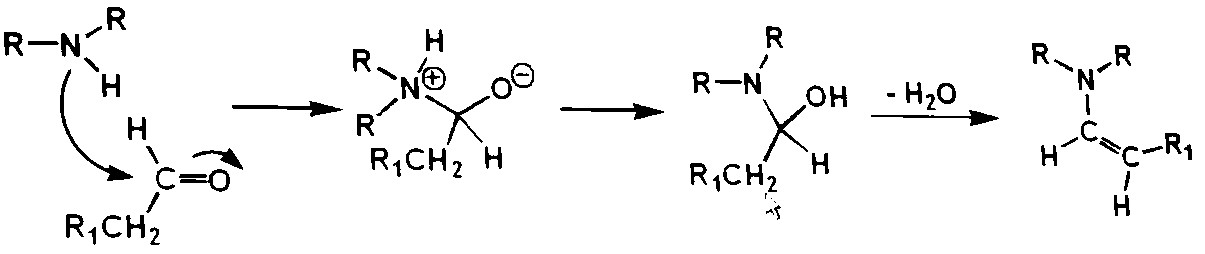 R–N R
H
H
C=O
R₁CH₂
H
R N⊕ O⊖
R
R₁CH₂ H
R
R–N OH
H
R₁CH₂
- H₂O
R R
N
H C
C R₁
H